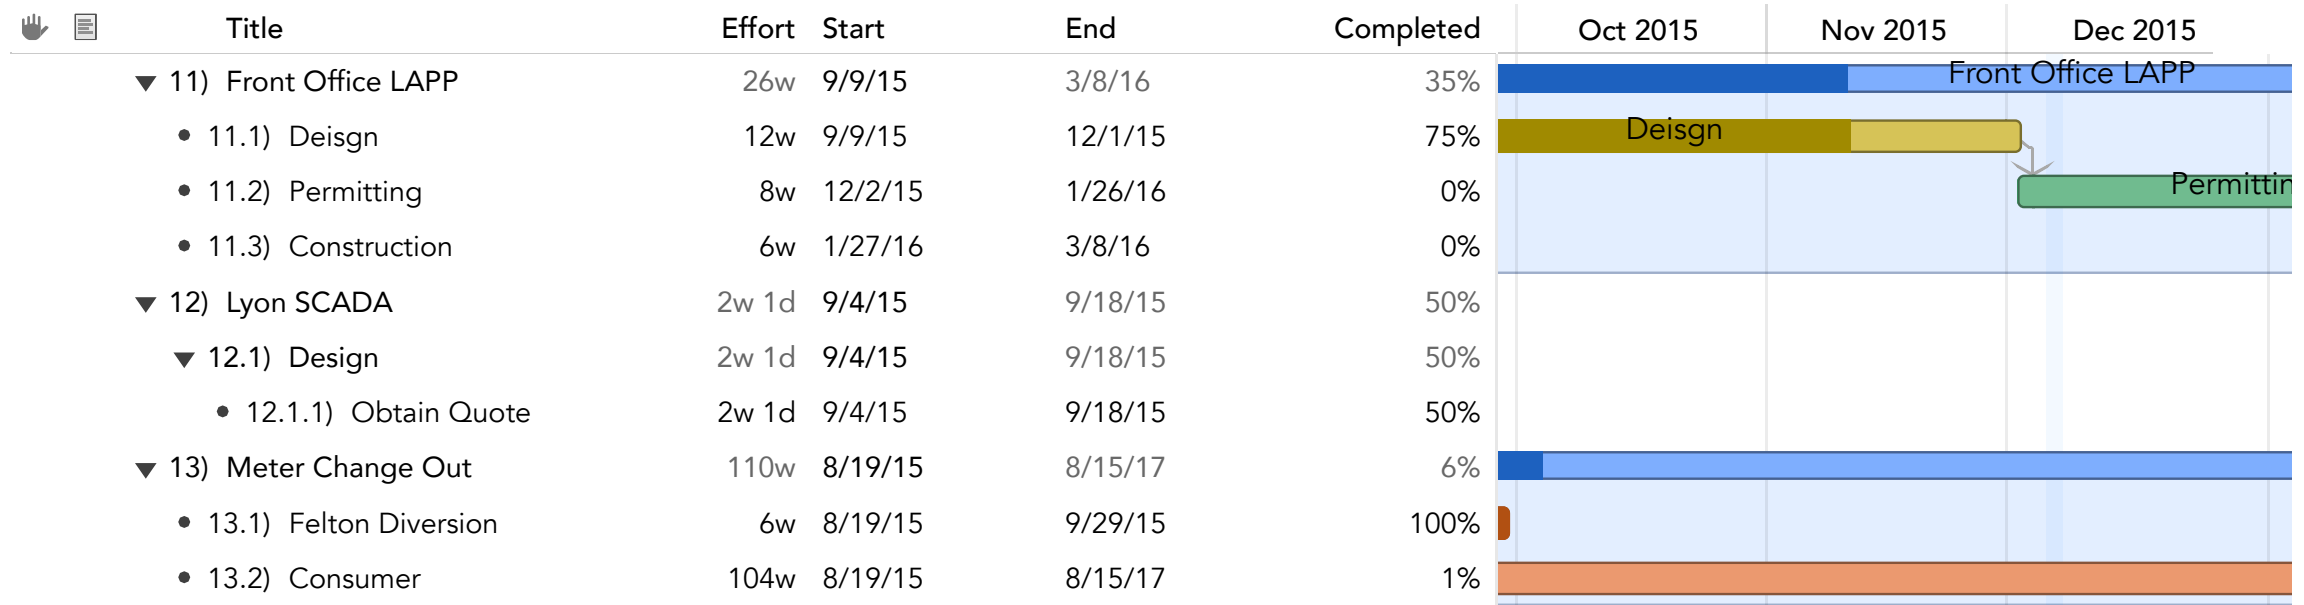 Title Effort Start End Completed Oct 2015 Nov 2015 Dec 2015
11) Front Office LAPP 26w 9/9/15 3/8/16 35% Front Office LAPP
11.1) Deisgn 12w 9/9/15 12/1/15 75% Deisgn
11.2) Permitting 8w 12/2/15 1/26/16 0% Permittin
11.3) Construction 6w 1/27/16 3/8/16 0%
12) Lyon SCADA 2w 1d 9/4/15 9/18/15 50%
12.1) Design 2w 1d 9/4/15 9/18/15 50%
12.1.1) Obtain Quote 2w 1d 9/4/15 9/18/15 50%
13) Meter Change Out 110w 8/19/15 8/15/17 6%
13.1) Felton Diversion 6w 8/19/15 9/29/15 100%
13.2) Consumer 104w 8/19/15 8/15/17 1%